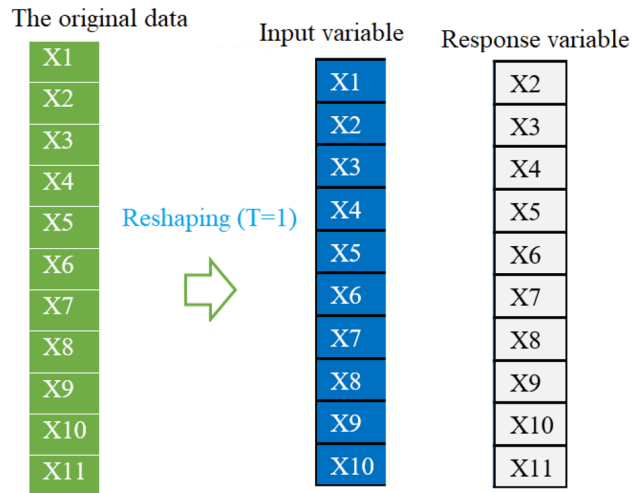 The original data
X1
X2
X3
X4
X5
X6
X7
X8
X9
X10
X11
Reshaping (T=1)
Input variable
X1
X2
X3
X4
X5
X6
X7
X8
X9
X10
Response variable
X2
X3
X4
X5
X6
X7
X8
X9
X10
X11